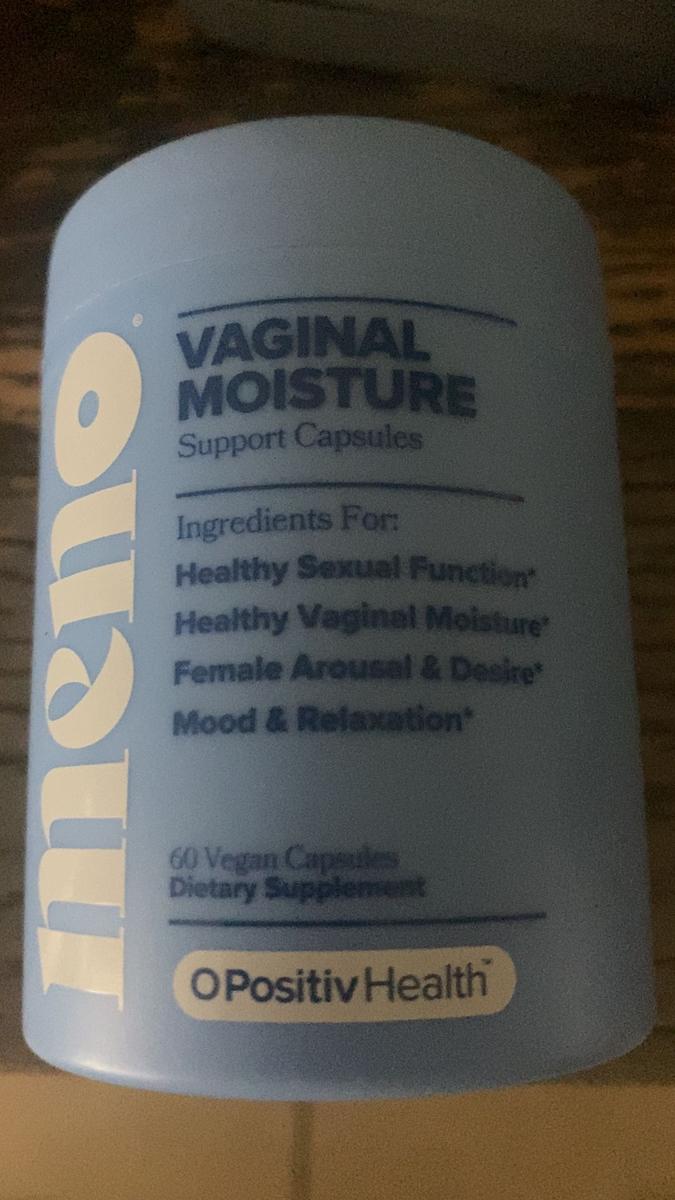 meno®
VAGINAL
MOISTURE
Support Capsules
Ingredients For:
Healthy Sexual Function*
Healthy Vaginal Moisture*
Female Arousal & Desire*
Mood & Relaxation*
60 Vegan Capsules
Dietary Supplement
OPositivHealth™